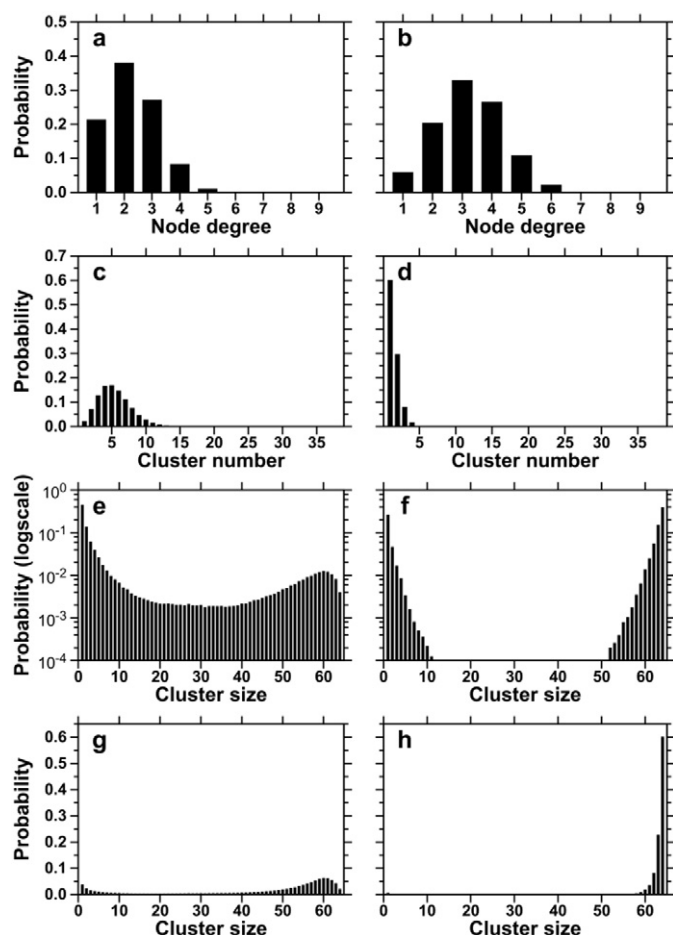 a
b
Probability
0.5
0.4
0.3
0.2
0.1
0.0
1 2 3 4 5 6 7 8 9
1 2 3 4 5 6 7 8 9
Node degree
Node degree
c
d
Probability
0.7
0.6
0.5
0.4
0.3
0.2
0.1
0.0
5 10 15 20 25 30 35
5 10 15 20 25 30 35
Cluster number
Cluster number
e
f
Probability (logscale)
10^0
10^-1
10^-2
10^-3
10^-4
0 10 20 30 40 50 60
0 10 20 30 40 50 60
Cluster size
Cluster size
g
h
Probability
0.6
0.5
0.4
0.3
0.2
0.1
0.0
0 10 20 30 40 50 60
0 10 20 30 40 50 60
Cluster size
Cluster size